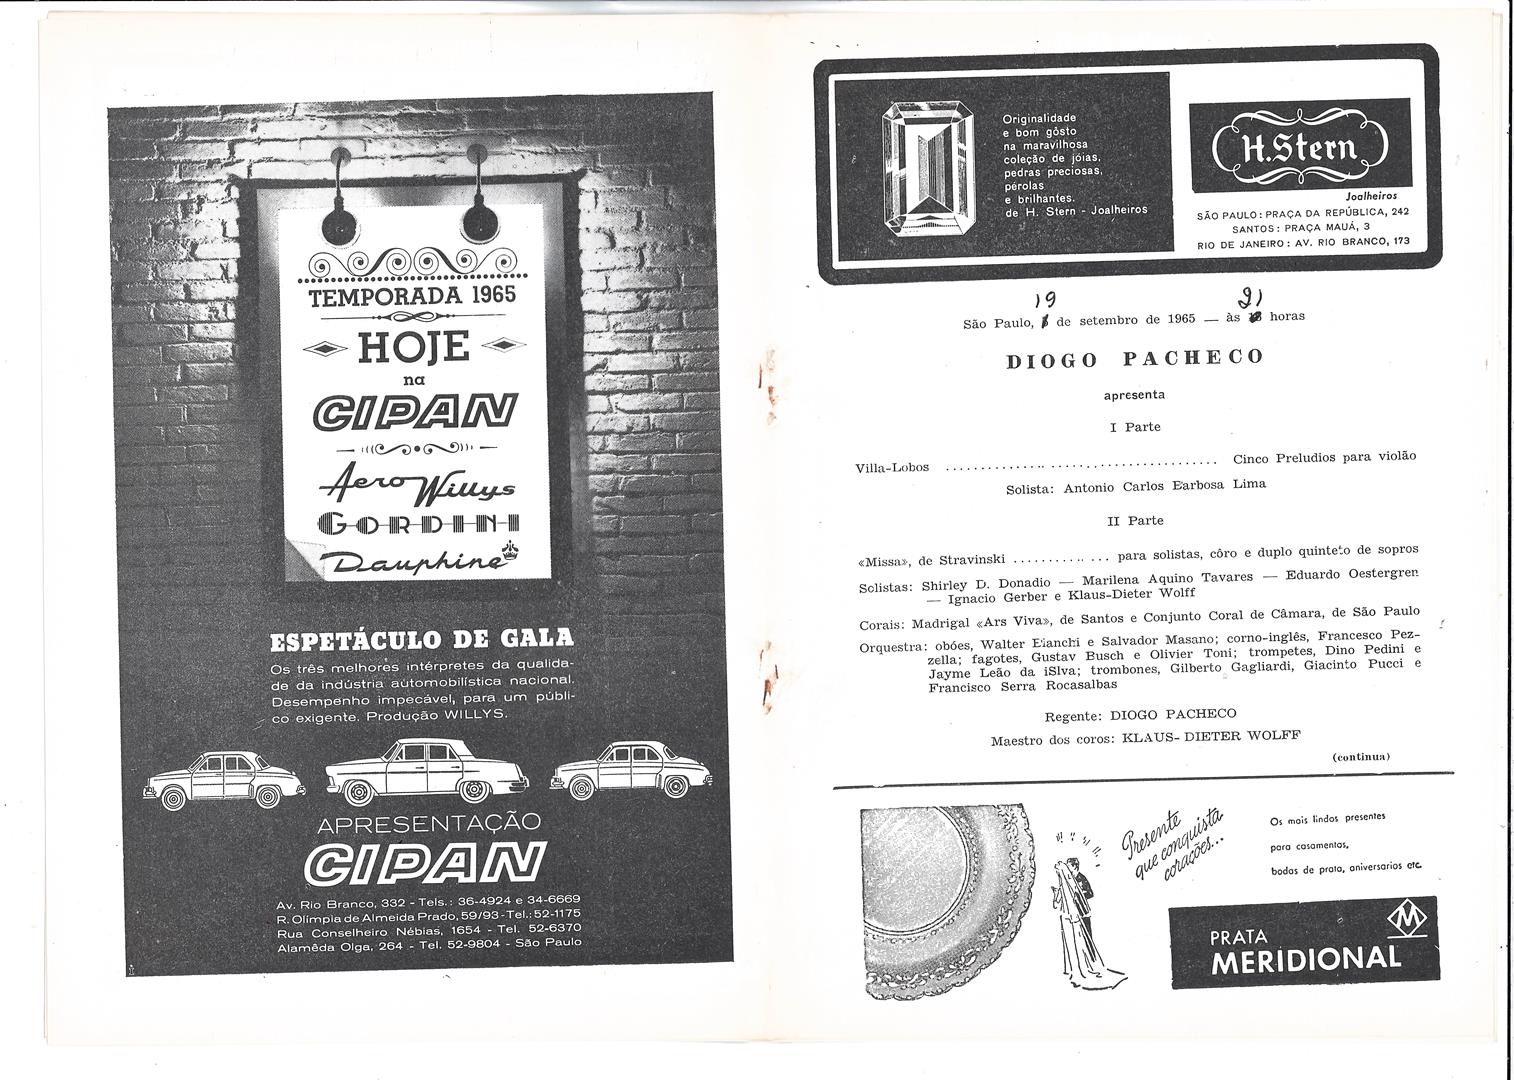 TEMPORADA 1965
HOJE
na
CIPAN
Aero Willys
GORDINI
Dauphine
ESPETÁCULO DE GALA
Os três melhores intérpretes da qualida-
de da indústria automobilística nacional.
Desempenho impecável, para um públi-
co exigente. Produção WILLYS.
APRESENTAÇÃO
CIPAN
Av. Rio Branco, 332 - Tels.: 36-4924 e 34-6669
R. Olímpia de Almeida Prado, 59/93 - Tel.: 52-1175
Rua Conselheiro Nébias, 1654 - Tel. 52-6370
Alamêda Olga, 264 - Tel. 52-9804 - São Paulo
Originalidade
e bom gôsto
na maravilhosa
coleção de jóias,
pedras preciosas,
pérolas
e brilhantes.
de H. Stern - Joalheiros
H.Stern
Joalheiros
SÃO PAULO: PRAÇA DA REPÚBLICA, 242
SANTOS: PRAÇA MAUÁ, 3
RIO DE JANEIRO: AV. RIO BRANCO, 173
19 21
São Paulo, de setembro de 1965 — às horas
DIOGO PACHECO
apresenta
I Parte
Villa-Lobos ........................................ Cinco Preludios para violão
Solista: Antonio Carlos Barbosa Lima
II Parte
«Missa», de Stravinski .............. para solistas, côro e duplo quinteto de sopros
Solistas: Shirley D. Donadio — Marilena Aquino Tavares — Eduardo Oestergren
— Ignacio Gerber e Klaus-Dieter Wolff
Corais: Madrigal «Ars Viva», de Santos e Conjunto Coral de Câmara, de São Paulo
Orquestra: obóes, Walter Bianchi e Salvador Masano; corno-inglês, Francesco Pez-
zella; fagotes, Gustav Busch e Olivier Toni; trompetes, Dino Pedini e
Jayme Leão da iSlva; trombones, Gilberto Gagliardi, Giacinto Pucci e
Francisco Serra Rocasalbas
Regente: DIOGO PACHECO
Maestro dos coros: KLAUS- DIETER WOLFF
(continua)
Presente
que conquista
corações...
Os mais lindos presentes
para casamentos,
bodas de prata, aniversarios etc.
M
PRATA
MERIDIONAL